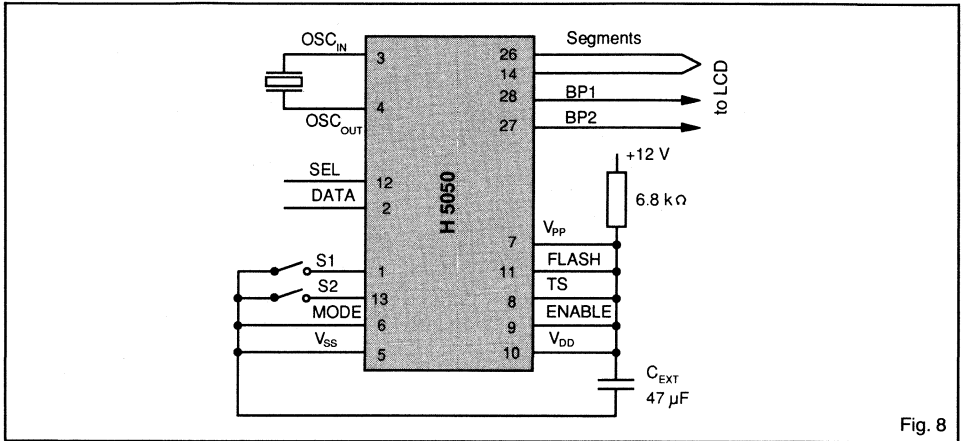 OSC_IN
3
4
OSC_OUT
SEL
12
DATA
2
S1
1
S2
13
MODE
6
V_SS
5
H 5050
Segments
26
14
28
BP1
27
BP2
to LCD
+12 V
6.8 kΩ
V_PP
7
FLASH
11
TS
8
ENABLE
9
V_DD
10
C_EXT
47 µF
Fig. 8